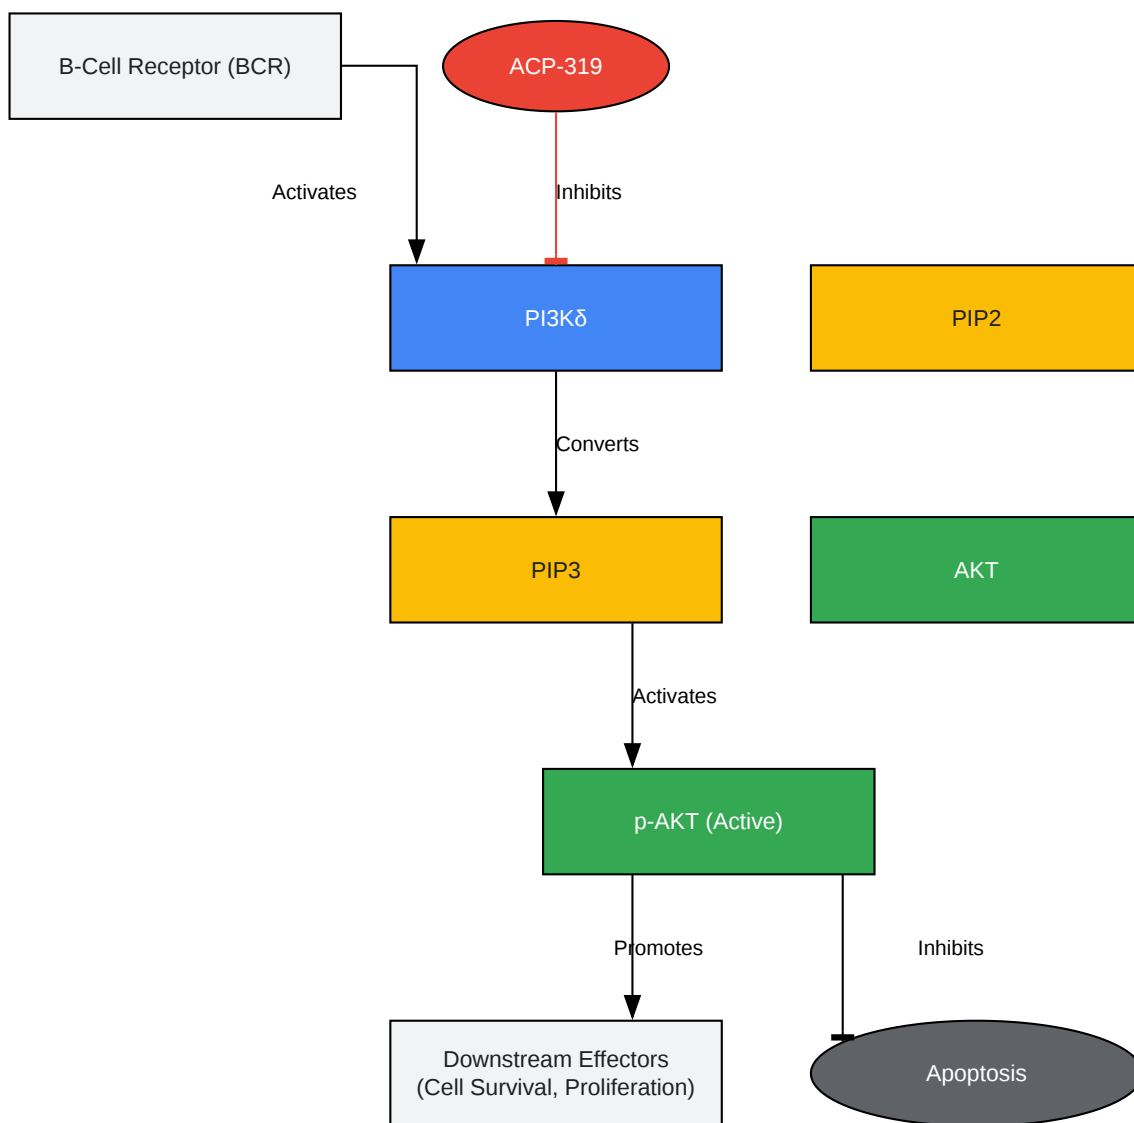 B-Cell Receptor (BCR)
ACP-319
Activates
Inhibits
PI3Kδ
PIP2
Converts
PIP3
AKT
Activates
p-AKT (Active)
Promotes
Inhibits
Downstream Effectors
(Cell Survival, Proliferation)
Apoptosis